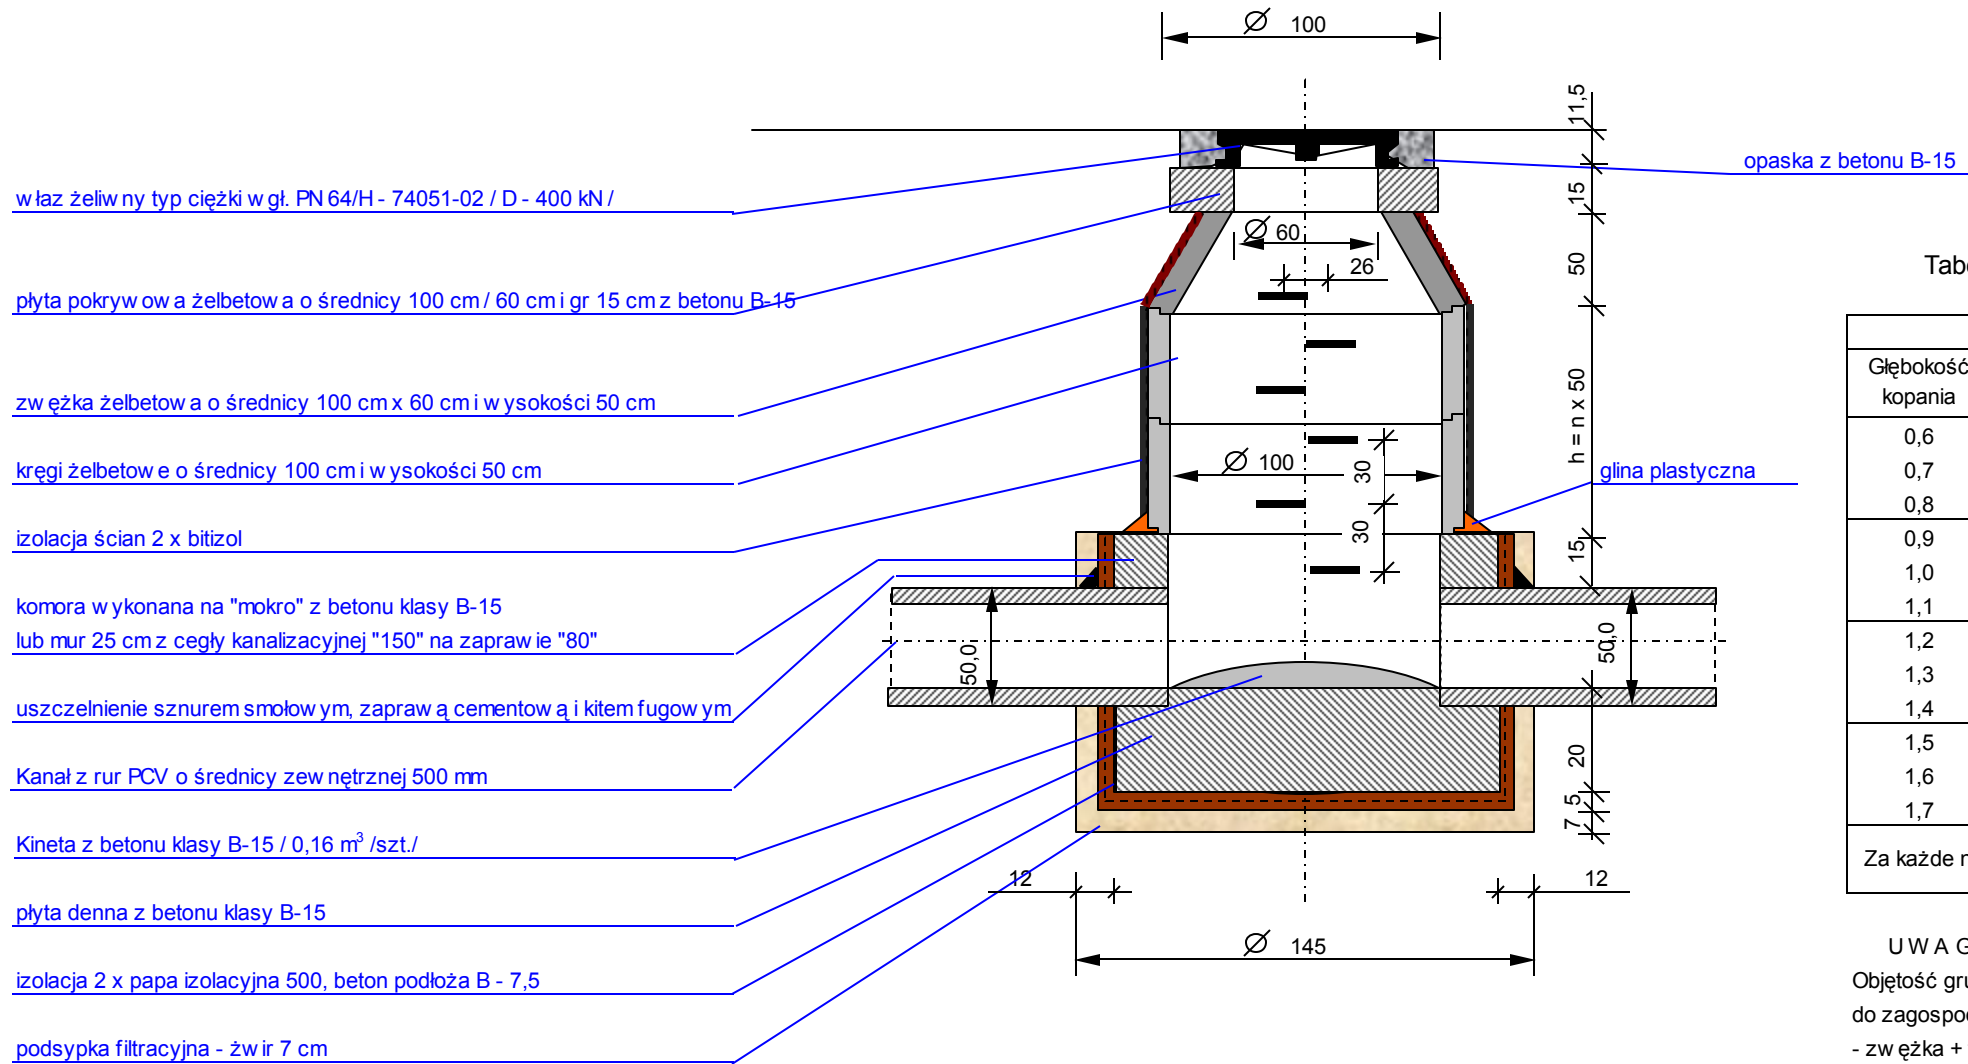 Ø 100
11,5
opaska z betonu B-15
właz żeliwny typ ciężki wgł. PN 64/H - 74051-02 / D - 400 kN /
15
Ø 60
26
50
płyta pokrywowa żelbetowa o średnicy 100 cm / 60 cm i gr 15 cm z betonu B-15
zwężka żelbetowa o średnicy 100 cm x 60 cm i wysokości 50 cm
h = n x 50
kręgi żelbetowe o średnicy 100 cm i wysokości 50 cm
Ø 100
30
glina plastyczna
izolacja ścian 2 x bitizol
30
15
komora wykonana na "mokro" z betonu klasy B-15
lub mur 25 cm z cegły kanalizacyjnej "150" na zaprawie "80"
50,0
50,0
uszczelnienie sznurem smołowym, zaprawą cementową i kitem fugowym
Kanał z rur PCV o średnicy zewnętrznej 500 mm
20
5
7
Kineta z betonu klasy B-15 / 0,16 m³ /szt./
12
12
płyta denna z betonu klasy B-15
Ø 145
izolacja 2 x papa izolacyjna 500, beton podłoża B - 7,5
podsypka filtracyjna - żwir 7 cm
Głębokość
kopania
0,6
0,7
0,8
0,9
1,0
1,1
1,2
1,3
1,4
1,5
1,6
1,7
Za każde
Objętość
- zwężka +